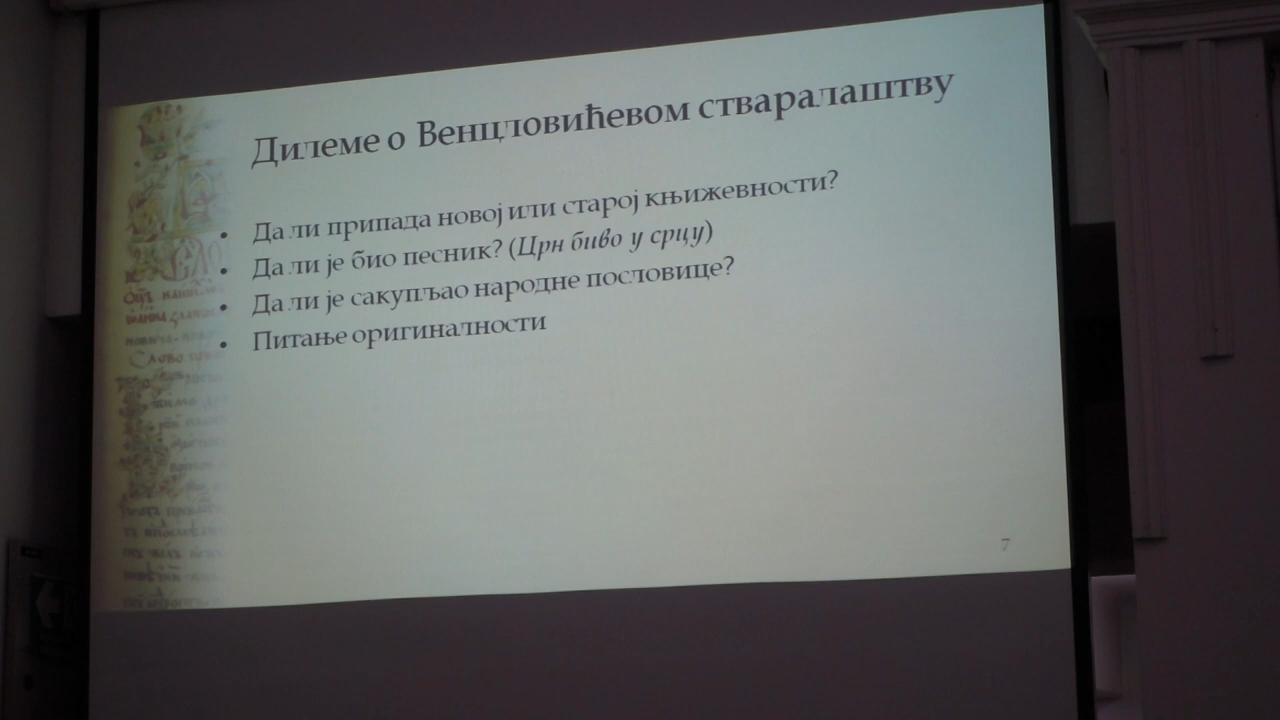 Дилеме о Венцловићевом стваралаштву
• Да ли припада новој или старој књижевности?
• Да ли је био песник? (Црн биво у срцу)
• Да ли је сакупљао народне пословице?
• Питање оригиналности
7